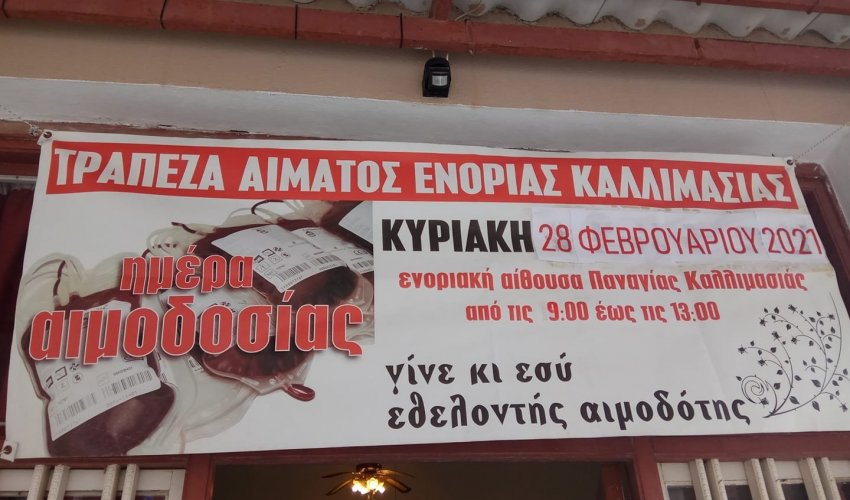 ΤΡΑΠΕΖΑ ΑΙΜΑΤΟΣ ΕΝΟΡΙΑΣ ΚΑΛΛΙΜΑΣΙΑΣ
ημέρα
αιμοδοσίας
ΚΥΡΙΑΚΗ 28 ΦΕΒΡΟΥΑΡΙΟΥ 2021
ενοριακή αίθουσα Παναγίας Καλλιμασιάς
από τις 9:00 έως τις 13:00
γίνε κι εσύ
εθελοντής αιμοδότης